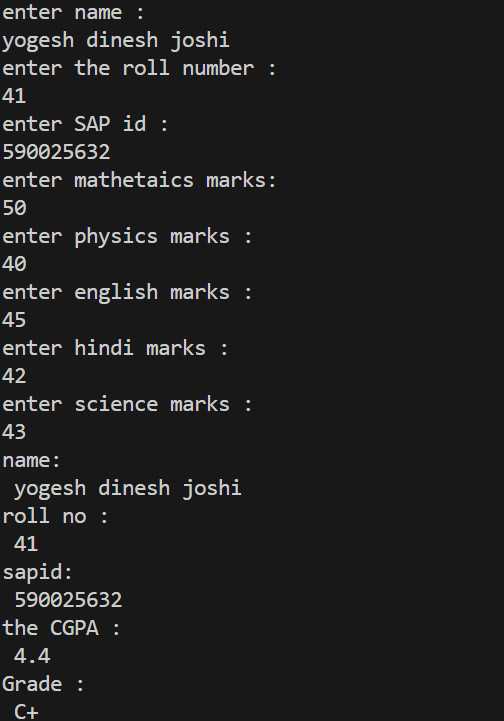 enter name :
yogesh dinesh joshi
enter the roll number :
41
enter SAP id :
590025632
enter mathetaics marks:
50
enter physics marks :
40
enter english marks :
45
enter hindi marks :
42
enter science marks :
43
name:
 yogesh dinesh joshi
roll no :
 41
sapid:
 590025632
the CGPA :
 4.4
Grade :
 C+